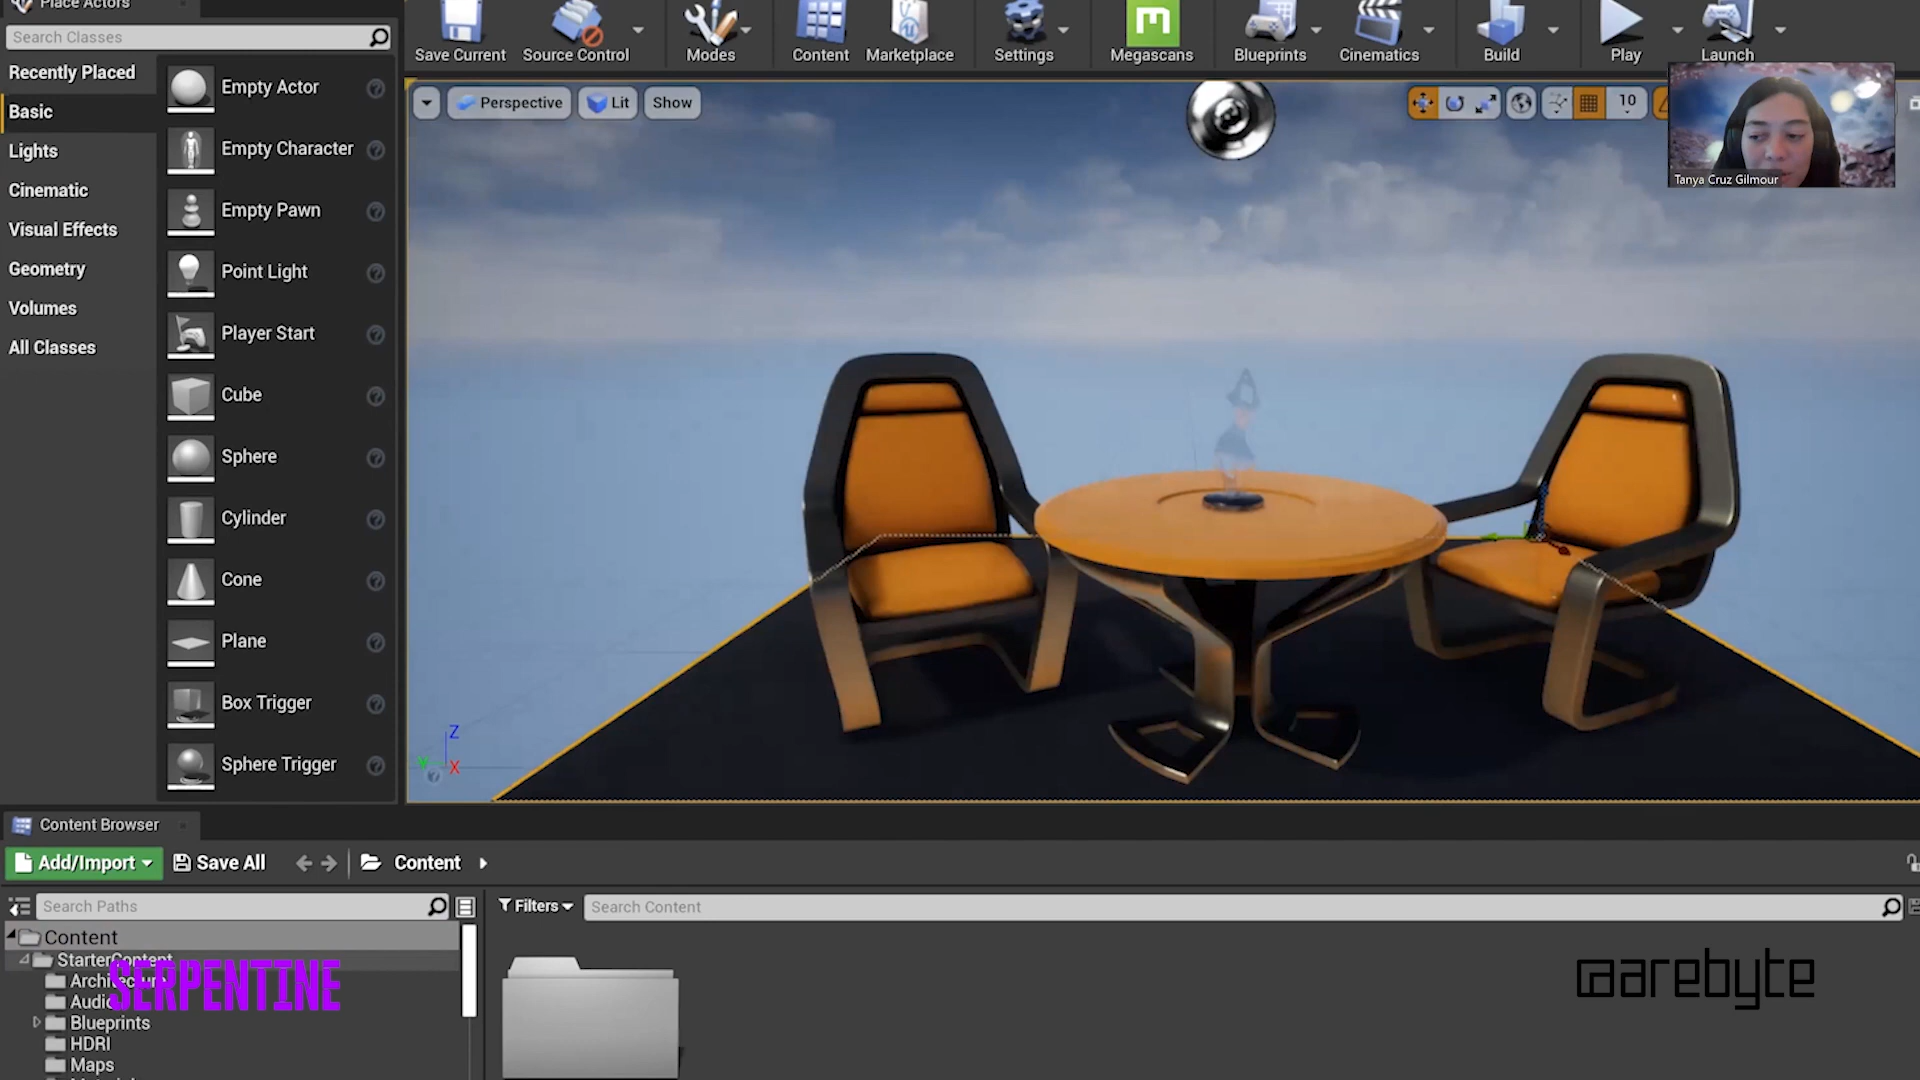 Place Actors
Search Classes
Recently Placed
Basic
Lights
Cinematic
Visual Effects
Geometry
Volumes
All Classes
Empty Actor
Empty Character
Empty Pawn
Point Light
Player Start
Cube
Sphere
Cylinder
Cone
Plane
Box Trigger
Sphere Trigger
Save Current
Source Control
Modes
Content
Marketplace
Settings
Megascans
Blueprints
Cinematics
Build
Play
Launch
Perspective
Lit
Show
10
Tanya Cruz Gilmour
Z
Y
X
Content Browser
Add/Import
Save All
Content
Search Paths
Filters
Search Content
Content
StarterContent
Architecture
Audio
Blueprints
HDRI
Maps
SERPENTINE
arebyte